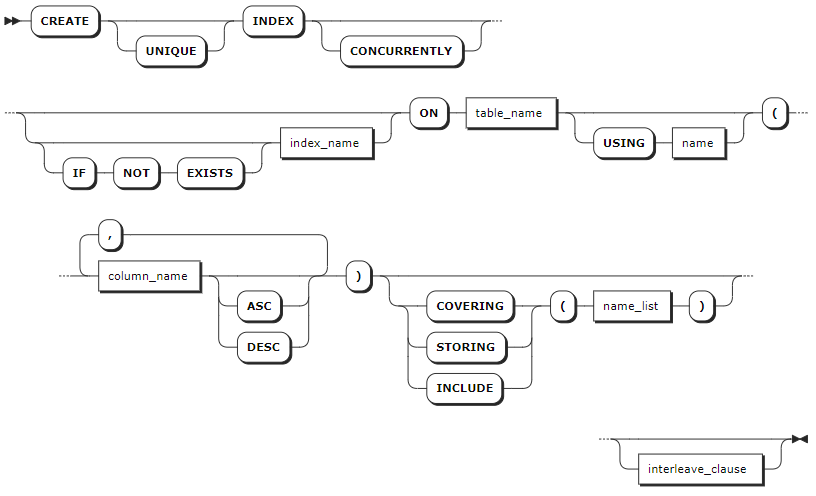 CREATE INDEX
UNIQUE CONCURRENTLY
ON table_name (
index_name USING name
IF NOT EXISTS
,
column_name )
ASC COVERING ( name_list )
DESC STORING
INCLUDE
interleave_clause